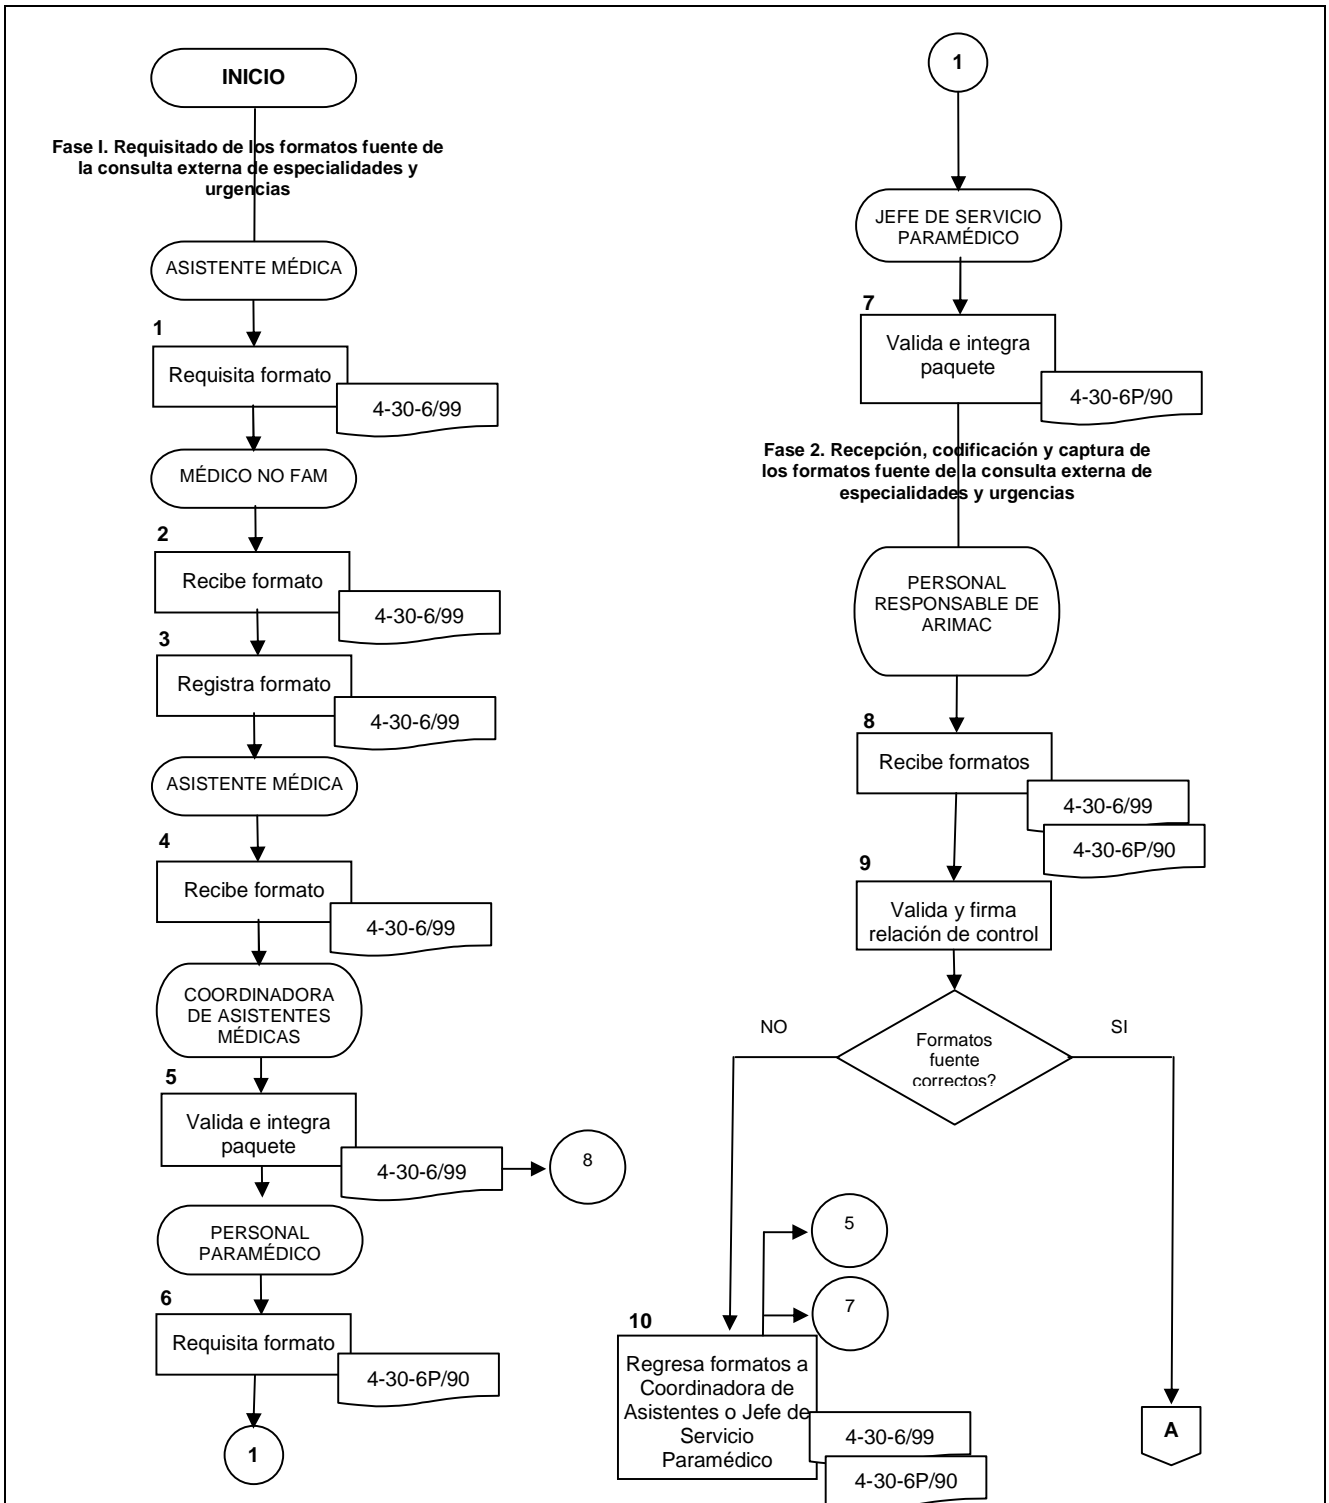 INICIO
Fase I. Requisitado de los formatos fuente de
la consulta externa de especialidades y
urgencias
ASISTENTE MÉDICA
1
Requisita formato
4-30-6/99
MÉDICO NO FAM
2
Recibe formato
4-30-6/99
3
Registra formato
4-30-6/99
ASISTENTE MÉDICA
4
Recibe formato
4-30-6/99
COORDINADORA
DE ASISTENTES
MÉDICAS
5
Valida e integra
paquete
4-30-6/99
8
PERSONAL
PARAMÉDICO
6
Requisita formato
4-30-6P/90
1
1
JEFE DE SERVICIO
PARAMÉDICO
7
Valida e integra
paquete
4-30-6P/90
Fase 2. Recepción, codificación y captura de
los formatos fuente de la consulta externa de
especialidades y urgencias
PERSONAL
RESPONSABLE DE
ARIMAC
8
Recibe formatos
4-30-6/99
4-30-6P/90
9
Valida y firma
relación de control
NO
SI
Formatos
fuente
correctos?
5
7
10
Regresa formatos a
Coordinadora de
Asistentes o Jefe de
Servicio
Paramédico
4-30-6/99
4-30-6P/90
A